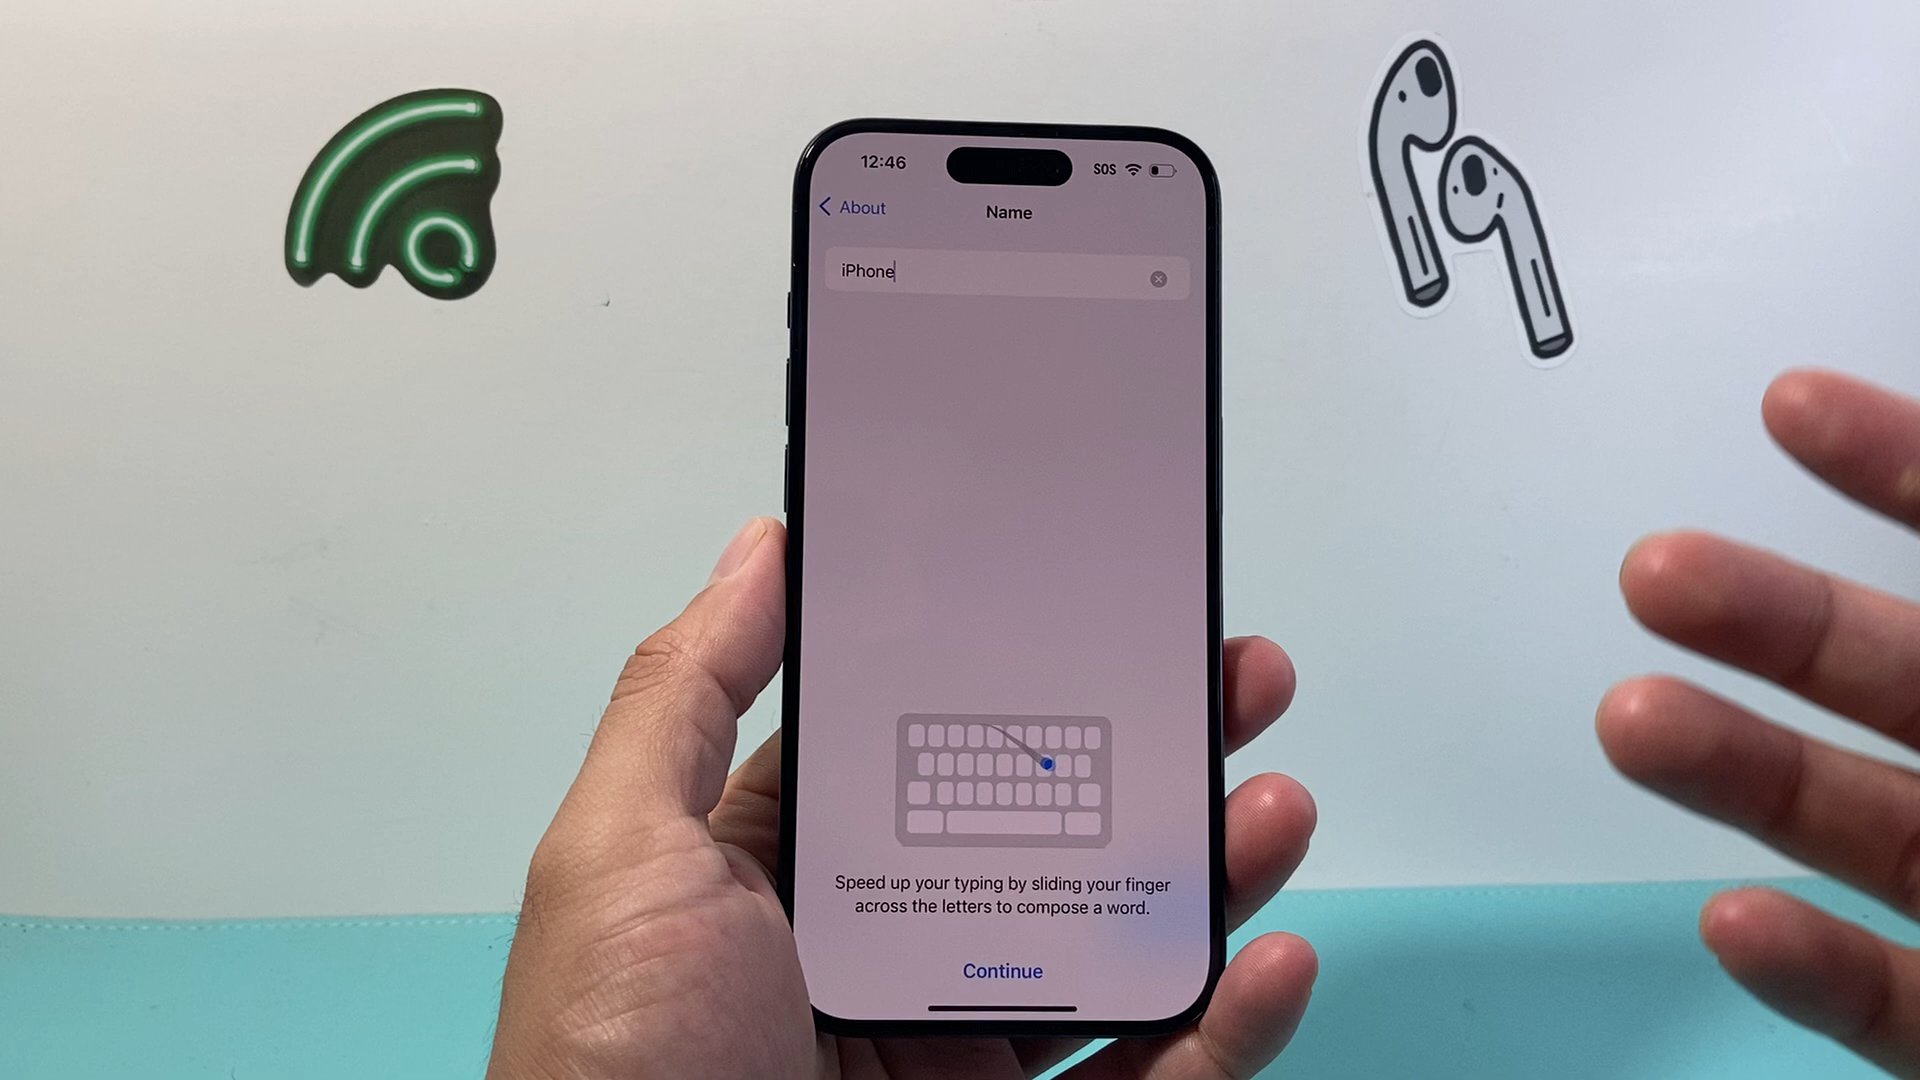 12:46
SOS
About
Name
iPhone
Speed up your typing by sliding your finger
across the letters to compose a word.
Continue